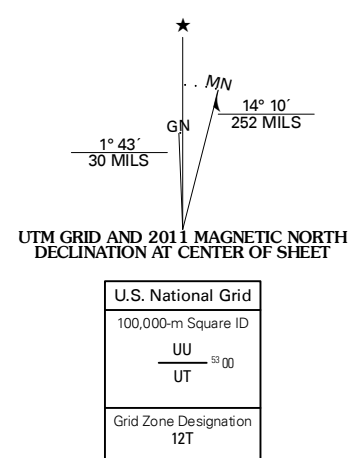 MN
GN
14° 10´
252 MILS
1° 43´
30 MILS
UTM GRID AND 2011 MAGNETIC NORTH
DECLINATION AT CENTER OF SHEET
U.S. National Grid
100,000-m Square ID
UU
53 00
UT
Grid Zone Designation
12T